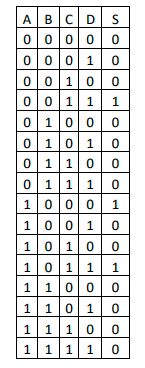 A B C D S
0 0 0 0 0
0 0 0 1 0
0 0 1 0 0
0 0 1 1 1
0 1 0 0 0
0 1 0 1 0
0 1 1 0 0
0 1 1 1 0
1 0 0 0 1
1 0 0 1 0
1 0 1 0 0
1 0 1 1 1
1 1 0 0 0
1 1 0 1 0
1 1 1 0 0
1 1 1 1 0